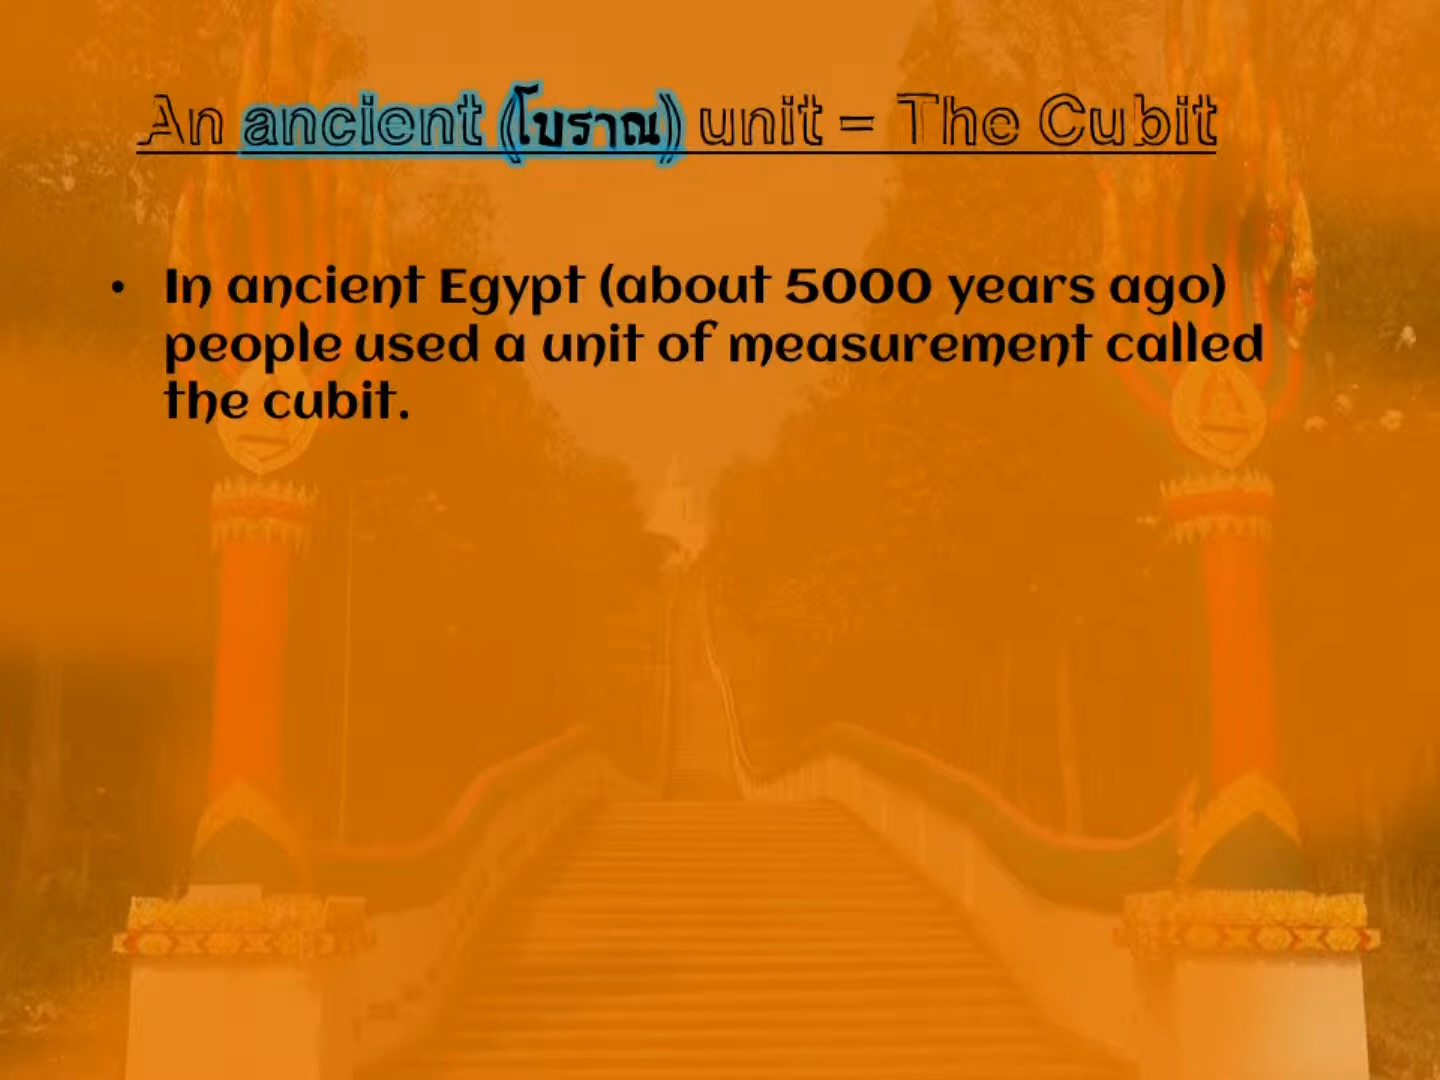 An ancient (โบราณ) unit – The Cubit
• In ancient Egypt (about 5000 years ago)
people used a unit of measurement called
the cubit.